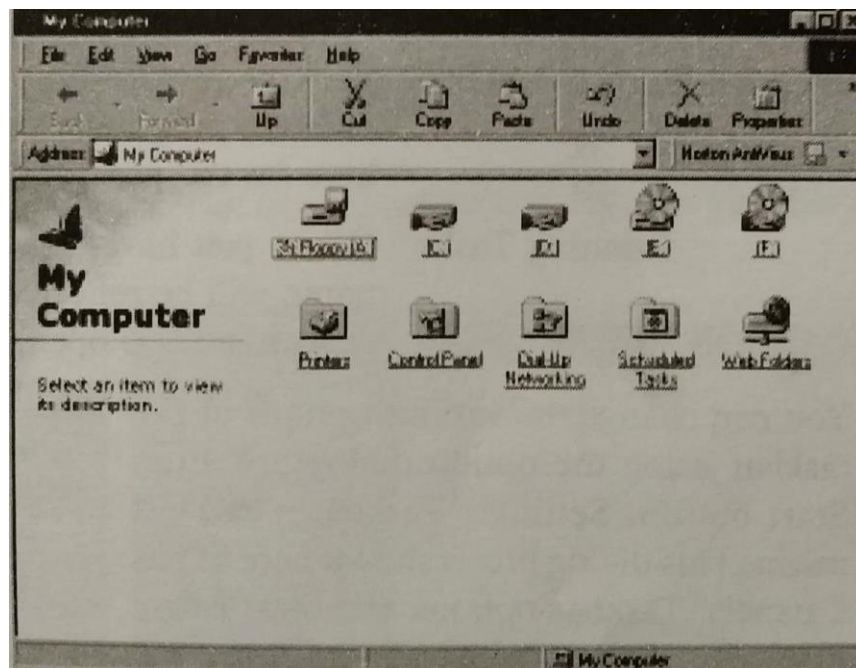 My Computer
File Edit View Go Favorites Help
Back Forward Up Cut Copy Paste Undo Delete Properties
Address My Computer Norton AntiVirus
3½ Floppy (A:) (C:) (D:) (E:) (F:)
My
Computer
Printers Control Panel Dial-Up Scheduled Web Folders
Networking Tasks
Select an item to view
its description.
My Computer